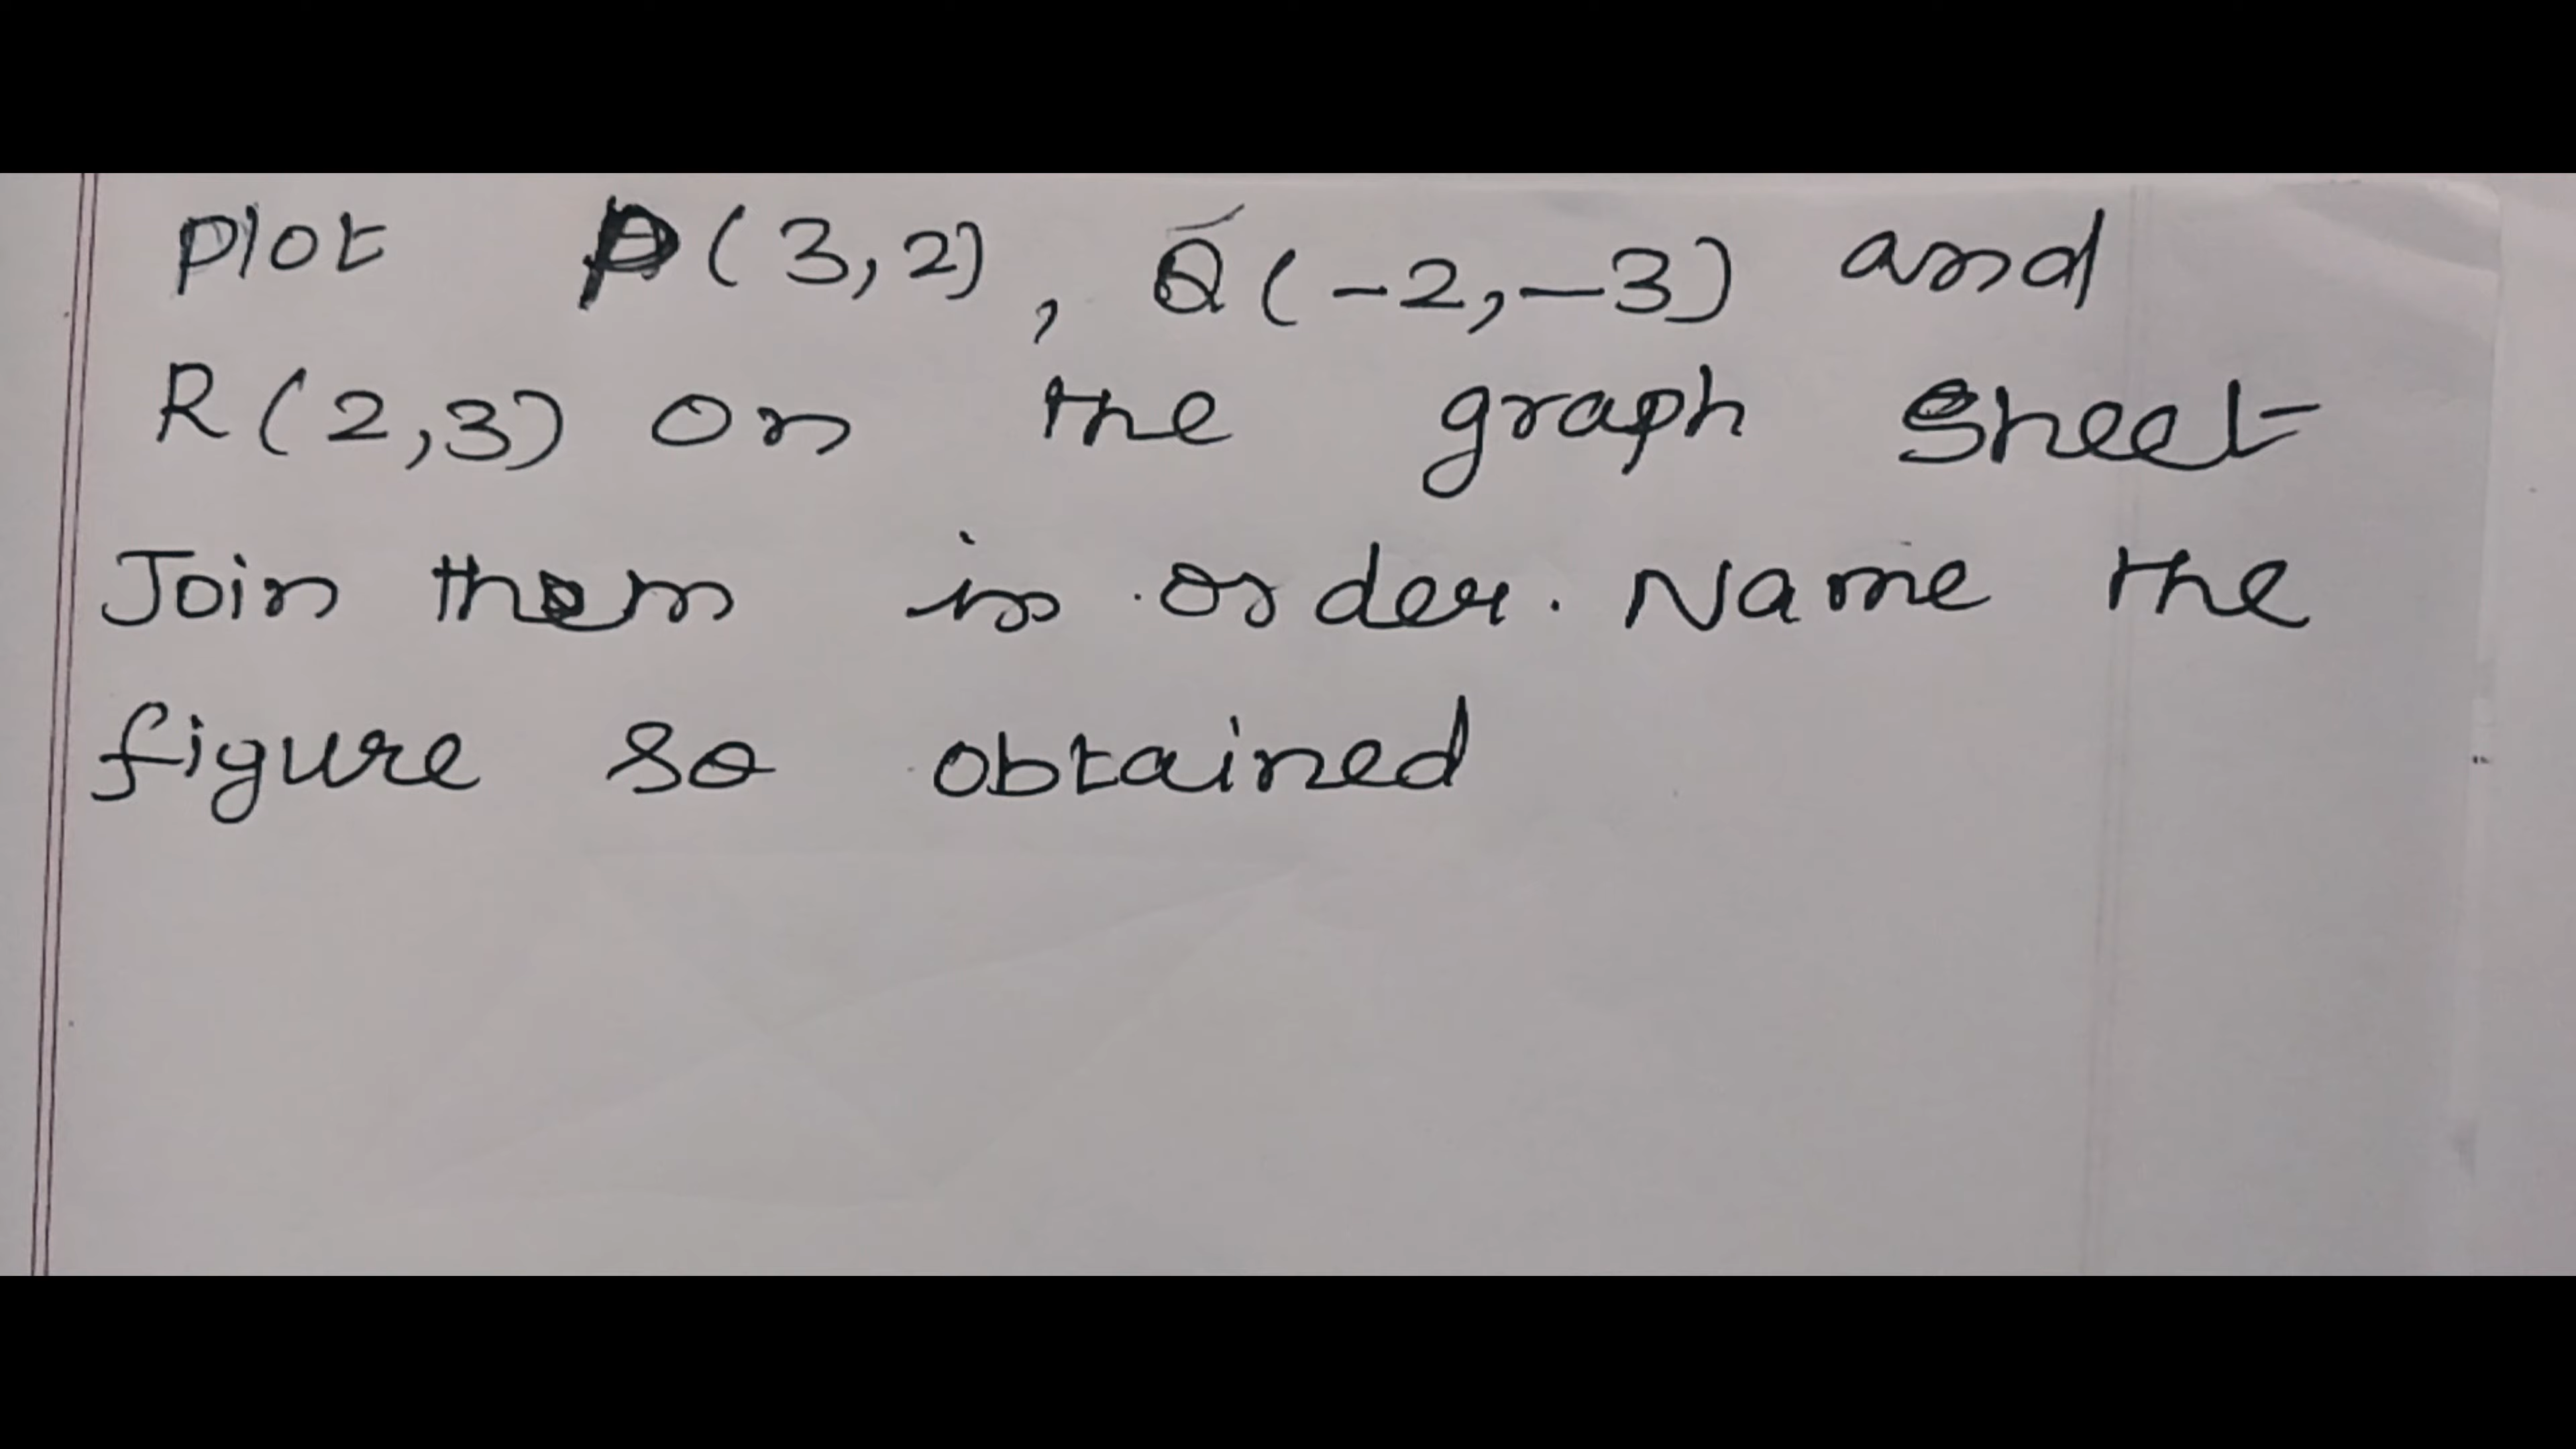 Plot P(3,2), Q(-2,-3) and
R(2,3) on the graph sheet
Join them in order. Name the
figure so obtained